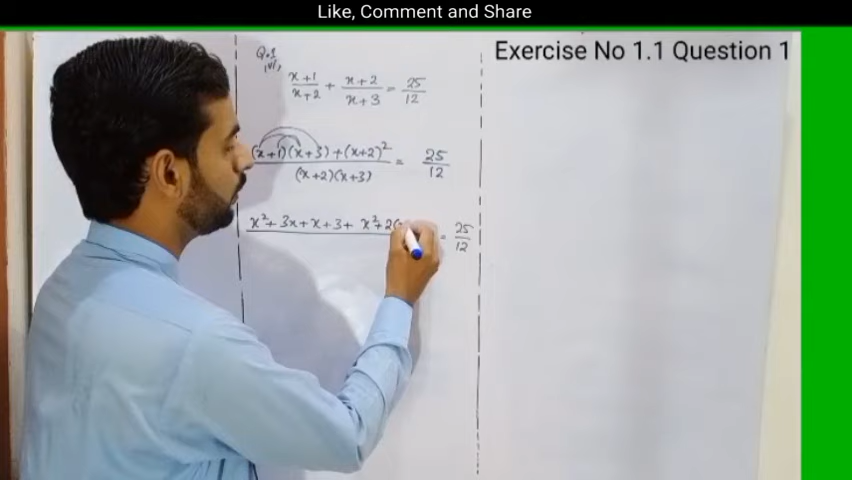 Like, Comment and Share
Exercise No 1.1 Question 1
Q.1
x+1/x+2 + x+2/x+3 = 25/12
(x+1)(x+3)+(x+2)²/(x+2)(x+3) = 25/12
x²+3x+x+3+x²+2( = 25/12